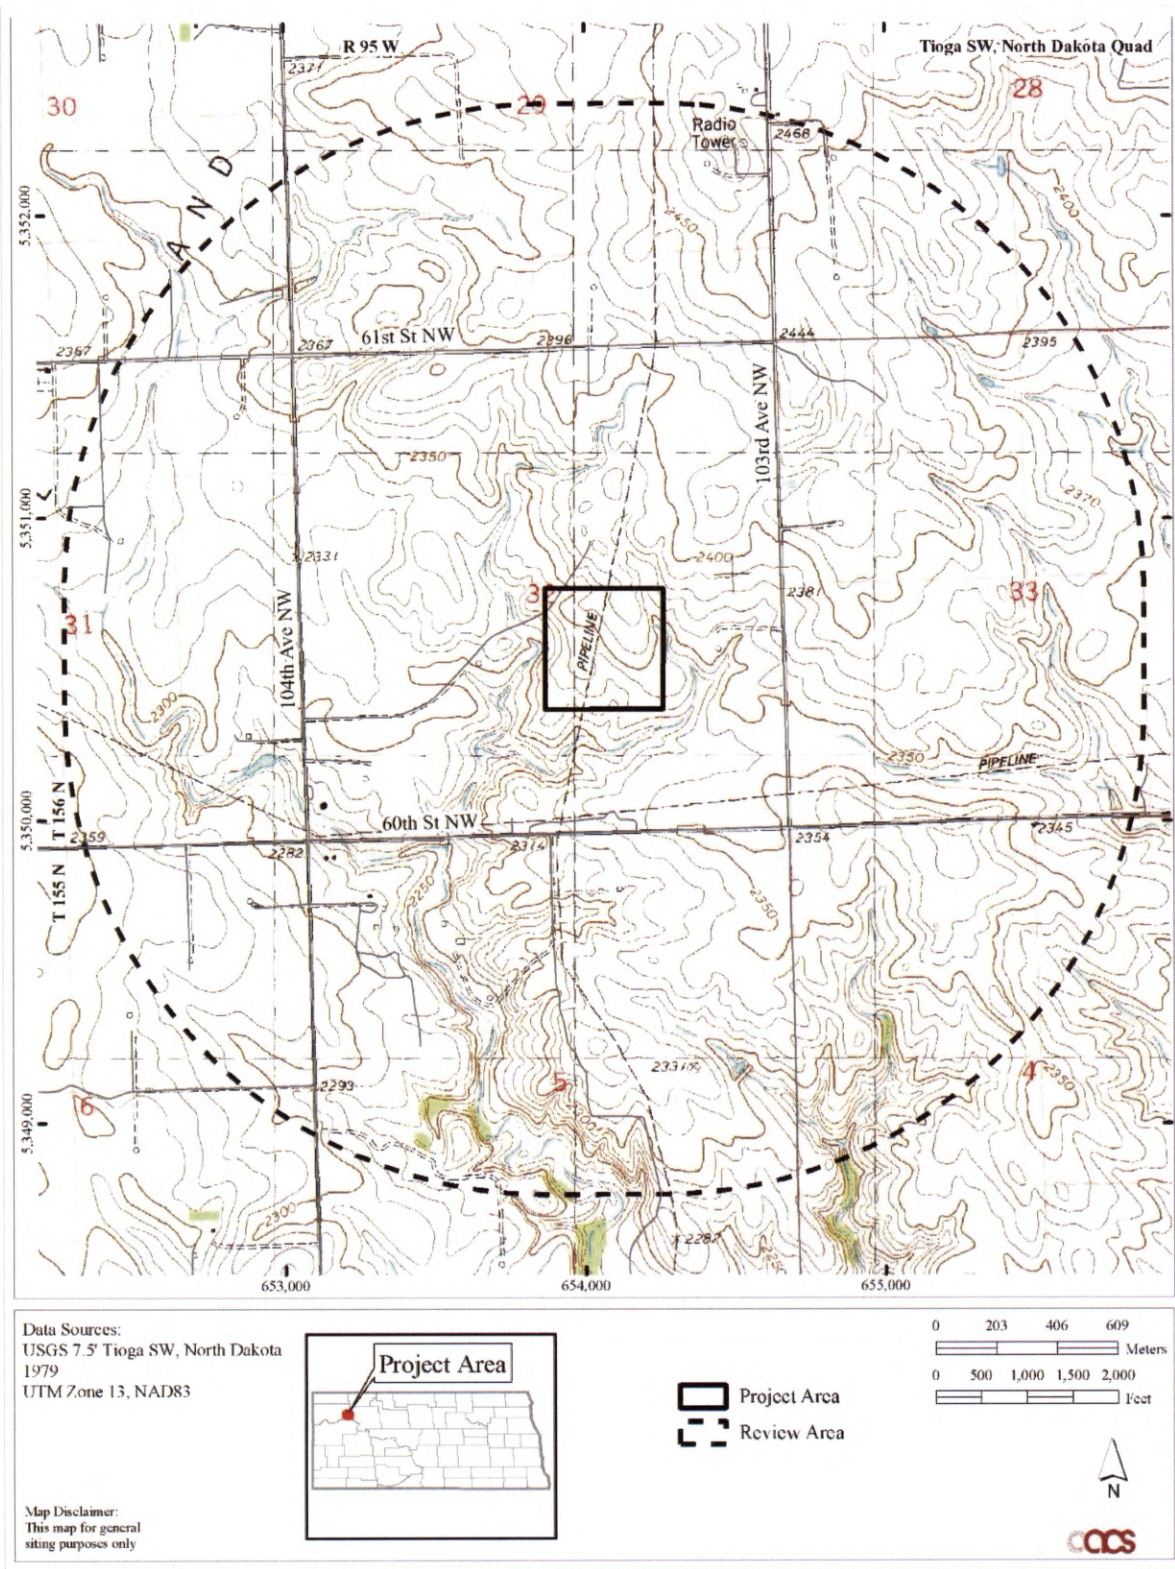 R 95 W
Tioga SW, North Dakota Quad
2371
30
29
28
Radio
Tower
2468
A N D
2400
2450
5,352,000
61st St NW
2367
2367
2396
2444
2395
103rd Ave NW
2350
2370
5,351,000
2331
2400
2381
31
33
104th Ave NW
PIPELINE
2300
2350
PIPELINE
T 156 N
5,350,000
60th St NW
2359
2282
2314
2354
2345
T 155 N
2250
2350
2293
5
4
2350
6
5,349,000
2300
2282
653,000
654,000
655,000
Data Sources:
USGS 7.5' Tioga SW, North Dakota
1979
UTM Zone 13, NAD83
Project Area
Project Area
Review Area
0 203 406 609
Meters
0 500 1,000 1,500 2,000
Feet
N
Map Disclaimer:
This map for general
siting purposes only
acs